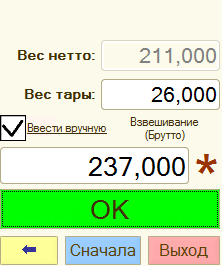 Вес нетто: 211,000
Вес тары: 26,000
Ввести вручную
Взвешивание
(Брутто)
237,000 *
OK
Сначала Выход